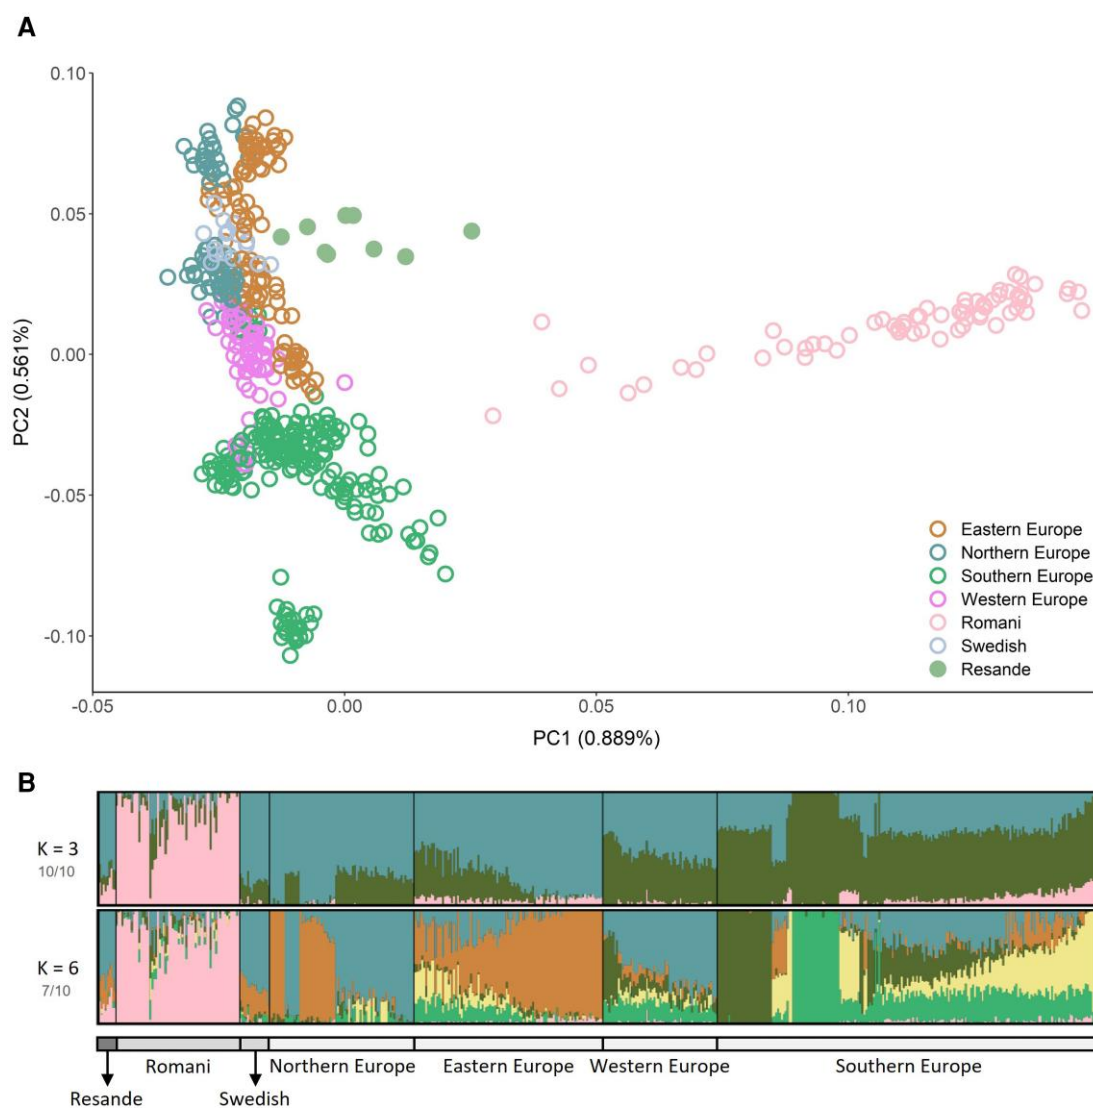 A
0.10
0.05
0.00
-0.05
-0.10
PC2 (0.561%)
Eastern Europe
Northern Europe
Southern Europe
Western Europe
Romani
Swedish
Resande
-0.05
0.00
0.05
0.10
PC1 (0.889%)
B
K = 3
10/10
K = 6
7/10
Romani
Northern Europe
Eastern Europe
Western Europe
Southern Europe
Resande
Swedish